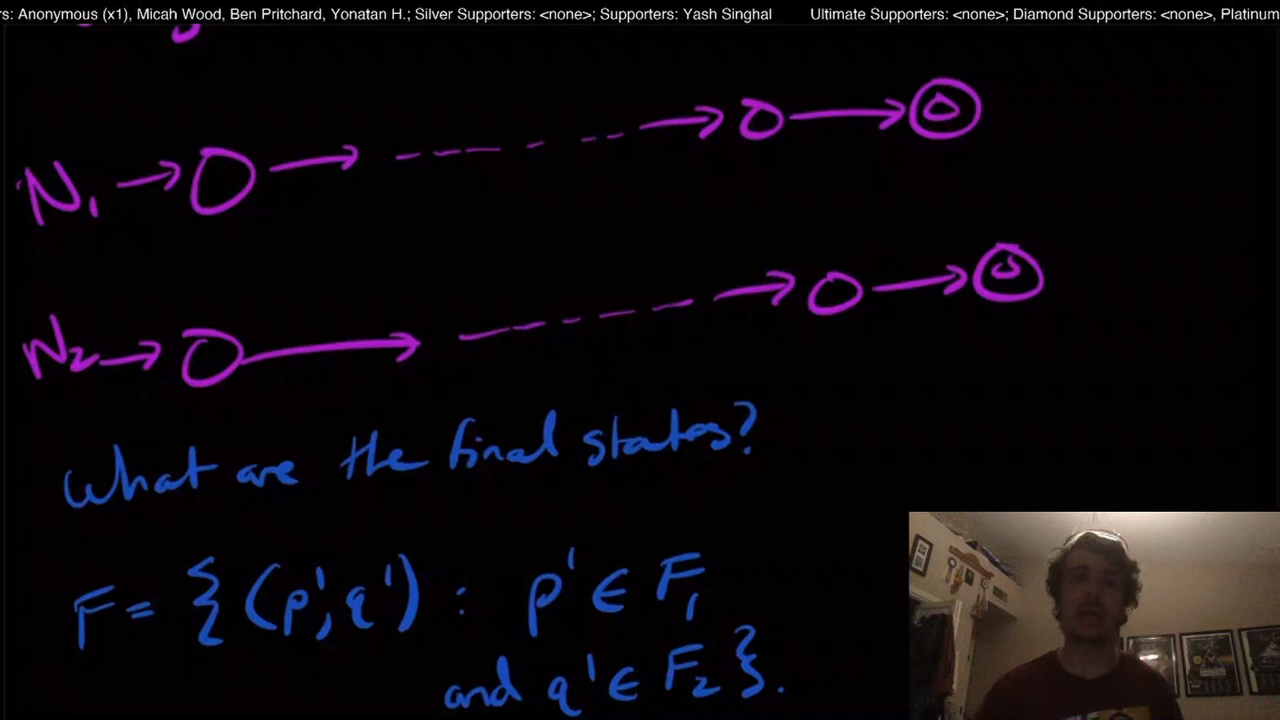 rs: Anonymous (x1), Micah Wood, Ben Pritchard, Yonatan H.; Silver Supporters: <none>; Supporters: Yash Singhal Ultimate Supporters: <none>; Diamond Supporters: <none>, Platinum
N₁
N₂
What are the final states?
F = {(p', q') : p' ∈ F₁
and q' ∈ F₂}.